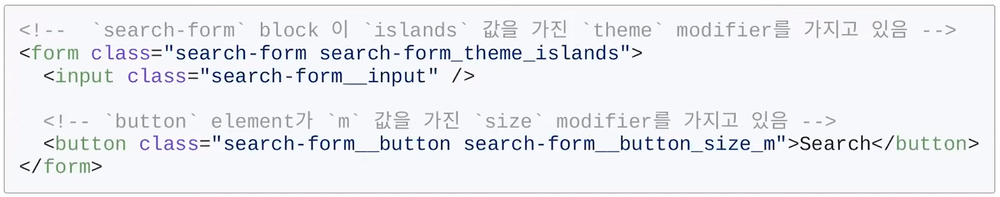 <!--  `search-form` block 이 `islands` 값을 가진 `theme` modifier를 가지고 있음 -->
<form class="search-form search-form_theme_islands">
  <input class="search-form__input" />
  <!-- `button` element가 `m` 값을 가진 `size` modifier를 가지고 있음 -->
  <button class="search-form__button search-form__button_size_m">Search</button>
</form>